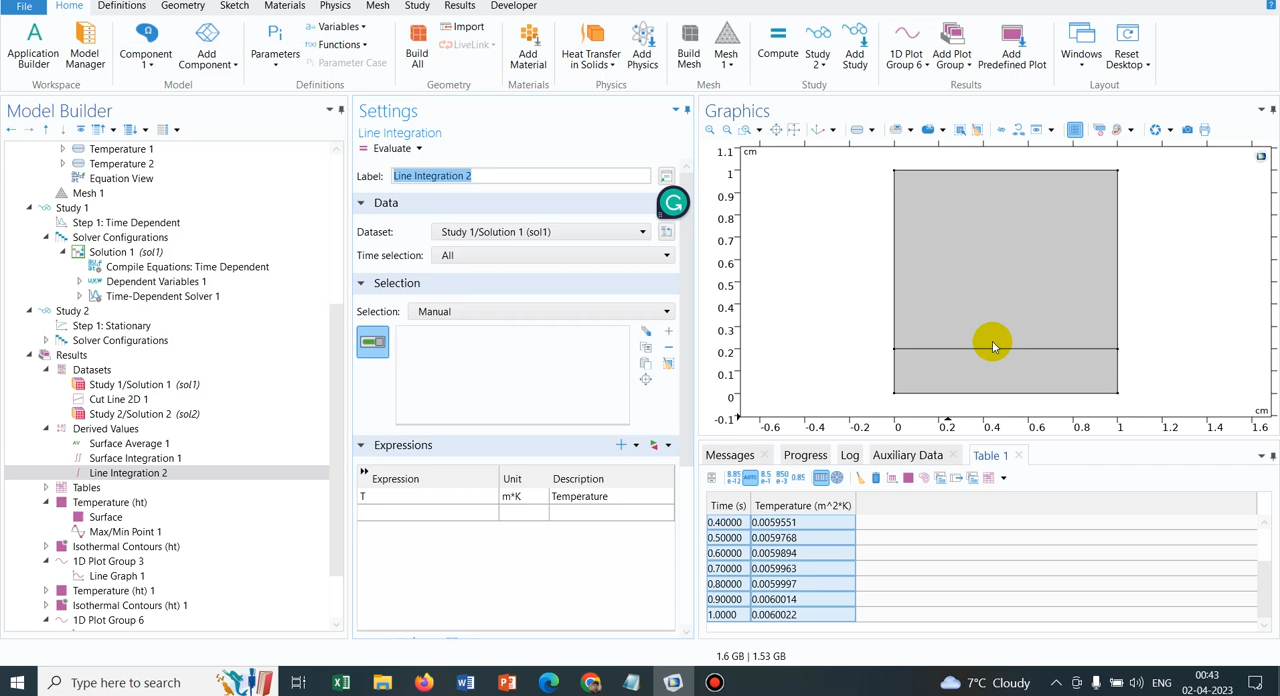 File Home Definitions Geometry Sketch Materials Physics Mesh Study Results Developer
Application Builder
Model Manager
Component 1
Add Component
Parameters
a= Variables
f(x) Functions
Pi Parameter Case
Build All
Import
LiveLink
Add Material
Heat Transfer in Solids
Add Physics
Build Mesh
Mesh 1
Compute
Study 2
Add Study
1D Plot Group 6
Add Plot Group
Add Predefined Plot
Windows
Reset Desktop
Workspace Model Definitions Geometry Materials Physics Mesh Study Results Layout
Model Builder
Temperature 1
Temperature 2
Equation View
Mesh 1
Study 1
Step 1: Time Dependent
Solver Configurations
Solution 1 (sol1)
Compile Equations: Time Dependent
Dependent Variables 1
Time-Dependent Solver 1
Study 2
Step 1: Stationary
Solver Configurations
Results
Datasets
Study 1/Solution 1 (sol1)
Cut Line 2D 1
Study 2/Solution 2 (sol2)
Derived Values
Surface Average 1
Surface Integration 1
Line Integration 2
Tables
Temperature (ht)
Surface
Max/Min Point 1
Isothermal Contours (ht)
1D Plot Group 3
Line Graph 1
Temperature (ht) 1
Isothermal Contours (ht) 1
1D Plot Group 6
Settings
Line Integration
= Evaluate
Label: Line Integration 2
Data
Dataset: Study 1/Solution 1 (sol1)
Time selection: All
Selection
Selection: Manual
Expressions
Expression Unit Description
T m*K Temperature
Graphics
cm
1.1
1
0.9
0.8
0.7
0.6
0.5
0.4
0.3
0.2
0.1
0
-0.1
cm
-0.6 -0.4 -0.2 0 0.2 0.4 0.6 0.8 1 1.2 1.4 1.6
Messages Progress Log Auxiliary Data Table 1
8.85 e-12 AUTO 8.5 e-1 850 e-3 0.85
Time (s) Temperature (m^2*K)
0.40000 0.0059551
0.50000 0.0059768
0.60000 0.0059894
0.70000 0.0059963
0.80000 0.0059997
0.90000 0.0060014
1.0000 0.0060022
1.6 GB | 1.53 GB
Type here to search
7°C Cloudy
ENG
00:43
02-04-2023